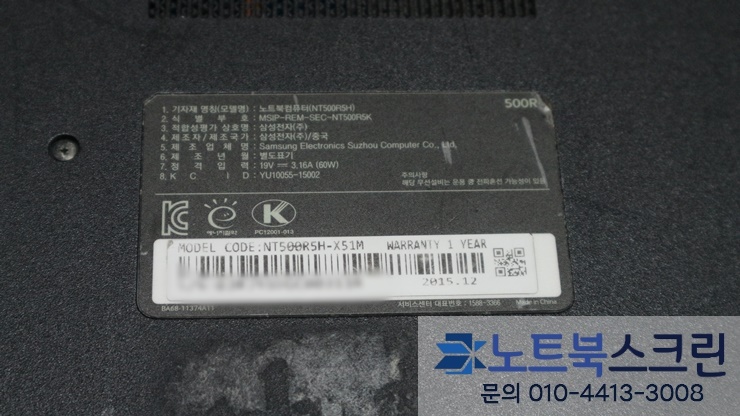 500R
1. 기자재 명칭(모델명) : 노트북컴퓨터(NT500R5H)
2. 식 별 부 호 : MSIP-REM-SEC-NT500R5K
3. 적합성평가 상호명 : 삼성전자(주)
4. 제조자/제조국가 : 삼성전자(주)/중국
5. 제 조 업 체 명 : Samsung Electronics Suzhou Computer Co., Ltd.
6. 제 조 년 월 : 별도표기
7. 정 격 입 력 : 19V 3.16A (60W)
8. K C I D : YU10055-15002
주의사항
해당 무선설비는 운용 중 전파혼신 가능성이 있음
에너지절약
PC12001-013
MODEL CODE:NT500R5H-X51M WARRANTY 1 YEAR
2015.12
BA68-11374A11
서비스센터 대표번호 : 1588-3366
Made in China
노트북스크린
문의 010-4413-3008